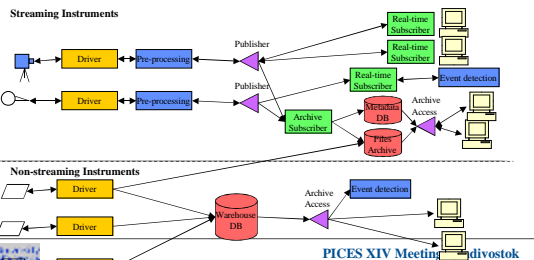 Streaming Instruments
Real-time
Subscriber
Publisher
Real-time
Subscriber
Driver
Pre-processing
Publisher
Real-time
Subscriber
Event detection
Driver
Pre-processing
Archive
Subscriber
Metadata
DB
Archive
Access
Files
Archive
Non-streaming Instruments
Driver
Archive
Access
Event detection
Driver
Warehouse
DB
PICES XIV Meeting